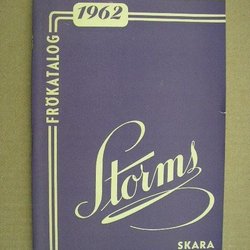 1962
FRÖKATALOG
Storms
SKARA